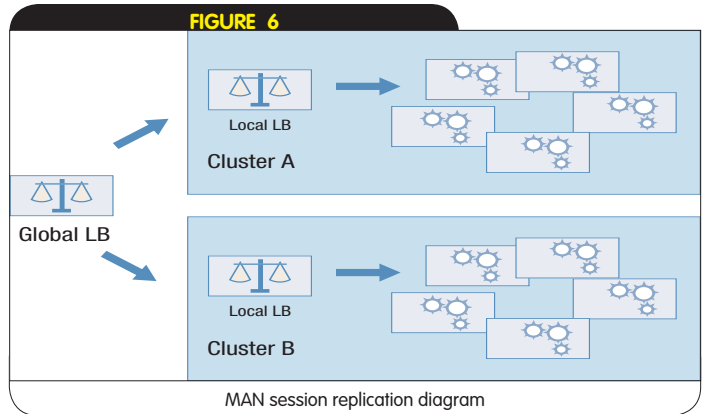 FIGURE 6
Local LB
Cluster A
Global LB
Local LB
Cluster B
MAN session replication diagram